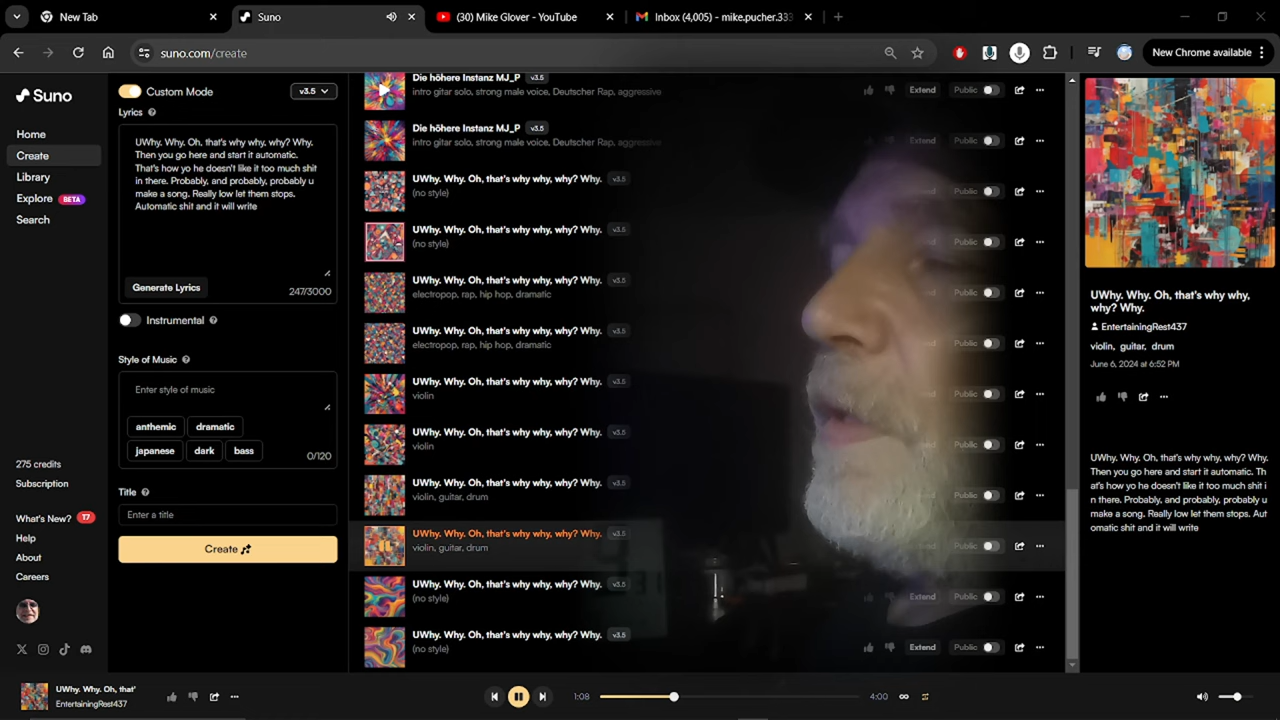 New Tab
Suno
(30) Mike Glover - YouTube
Inbox (4,005) - mike.pucher.333
suno.com/create
New Chrome available
Suno
Home
Create
Library
Explore BETA
Search
275 credits
Subscription
What's New? 17
Help
About
Careers
Custom Mode
v3.5
Lyrics
UWhy. Why. Oh, that's why why, why? Why.
Then you go here and start it automatic.
That's how yo he doesn't like it too much shit
in there. Probably, and probably, probably u
make a song. Really low let them stops.
Automatic shit and it will write
Generate Lyrics
247/3000
Instrumental
Style of Music
Enter style of music
anthemic
dramatic
japanese
dark
bass
0/120
Title
Enter a title
Create
Die höhere Instanz MJ_P v3.5
intro gitar solo, strong male voice, Deutscher Rap, aggressive
Extend
Public
Die höhere Instanz MJ_P v3.5
intro gitar solo, strong male voice, Deutscher Rap, aggressive
Extend
Public
UWhy. Why. Oh, that's why why, why? Why. v3.5
(no style)
Public
UWhy. Why. Oh, that's why why, why? Why. v3.5
(no style)
Public
UWhy. Why. Oh, that's why why, why? Why. v3.5
electropop, rap, hip hop, dramatic
Public
UWhy. Why. Oh, that's why why, why? Why. v3.5
electropop, rap, hip hop, dramatic
Public
UWhy. Why. Oh, that's why why, why? Why. v3.5
violin
Public
UWhy. Why. Oh, that's why why, why? Why. v3.5
violin
Public
UWhy. Why. Oh, that's why why, why? Why. v3.5
violin, guitar, drum
Public
UWhy. Why. Oh, that's why why, why? Why. v3.5
violin, guitar, drum
Public
UWhy. Why. Oh, that's why why, why? Why. v3.5
(no style)
Extend
Public
UWhy. Why. Oh, that's why why, why? Why. v3.5
(no style)
Extend
Public
UWhy. Why. Oh, that's why why,
why? Why.
EntertainingRest437
violin, guitar, drum
June 6, 2024 at 6:52 PM
UWhy. Why. Oh, that's why why, why? Why.
Then you go here and start it automatic. Th
at's how yo he doesn't like it too much shit i
n there. Probably, and probably, probably u
make a song. Really low let them stops. Aut
omatic shit and it will write
UWhy. Why. Oh, that'
EntertainingRest437
1:08
4:00